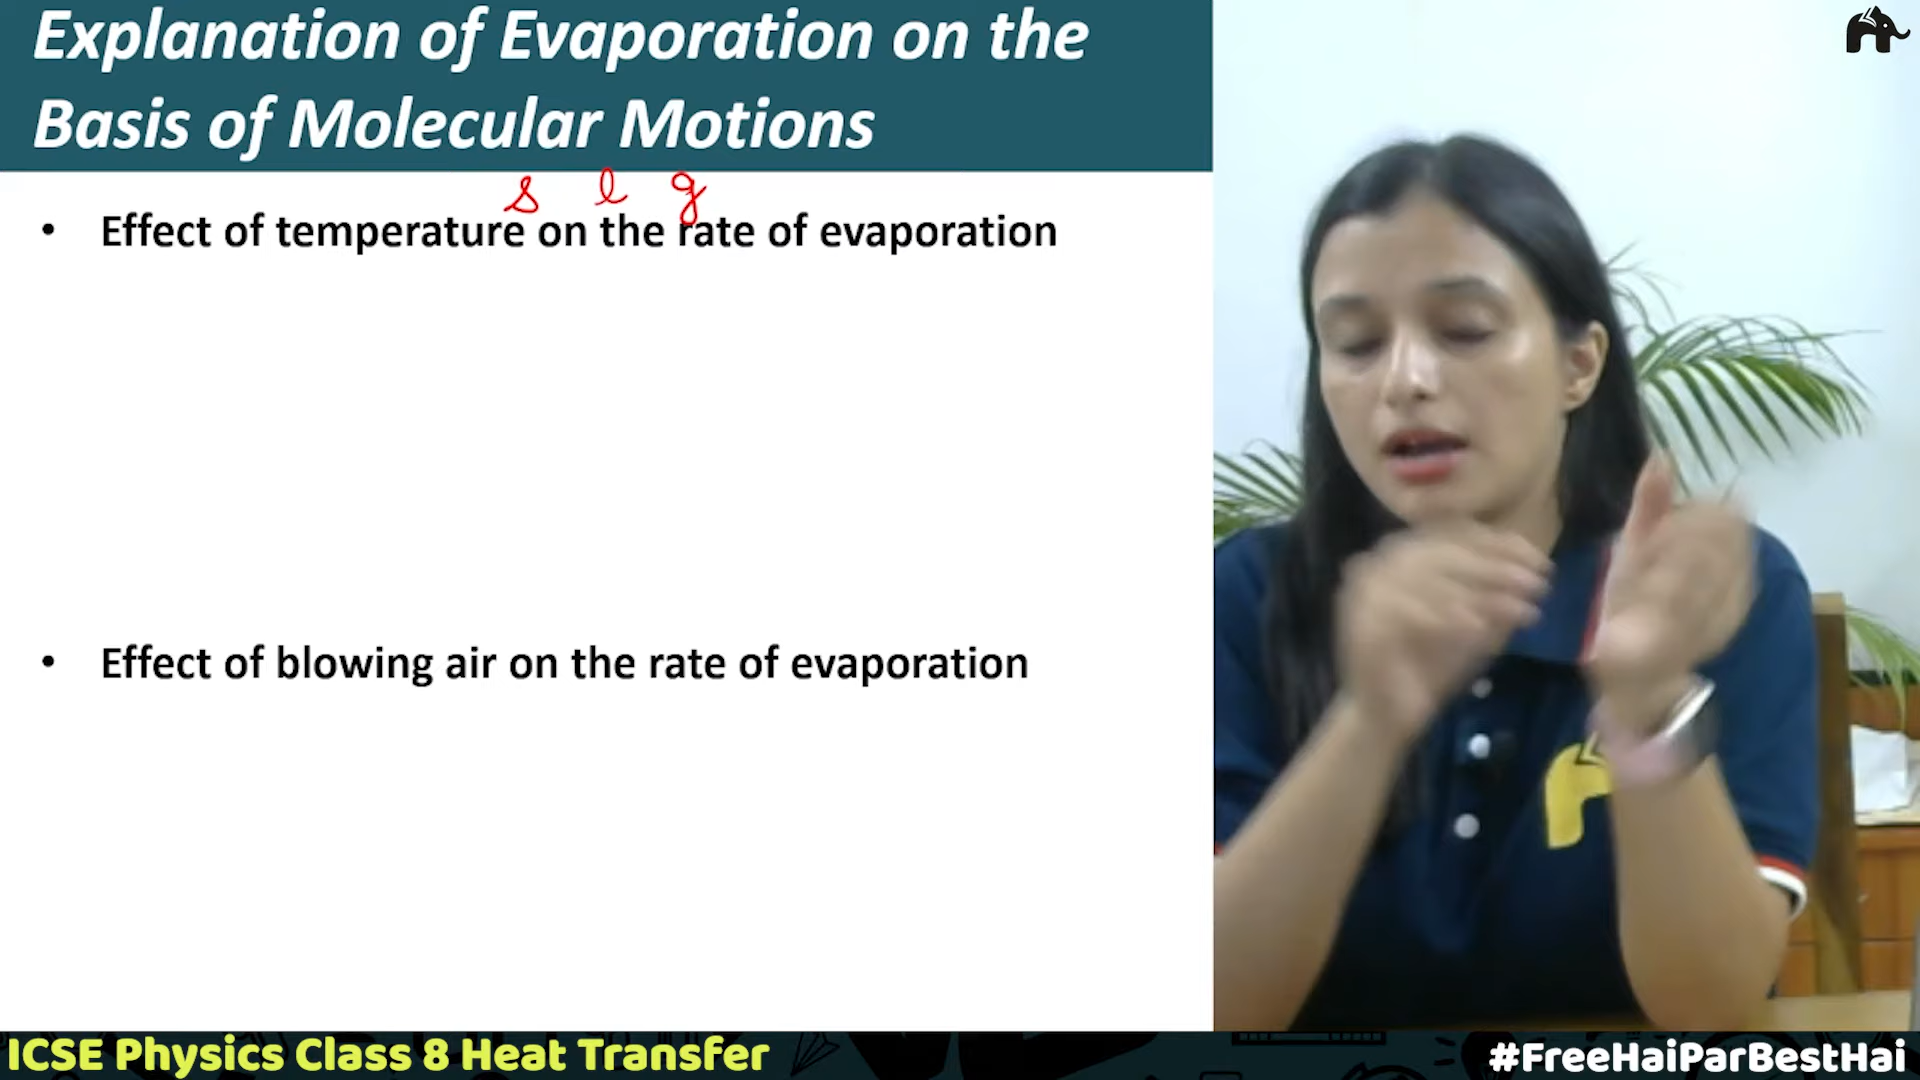 Explanation of Evaporation on the
Basis of Molecular Motions
s l g
• Effect of temperature on the rate of evaporation
• Effect of blowing air on the rate of evaporation
ICSE Physics Class 8 Heat Transfer
#FreeHaiParBestHai